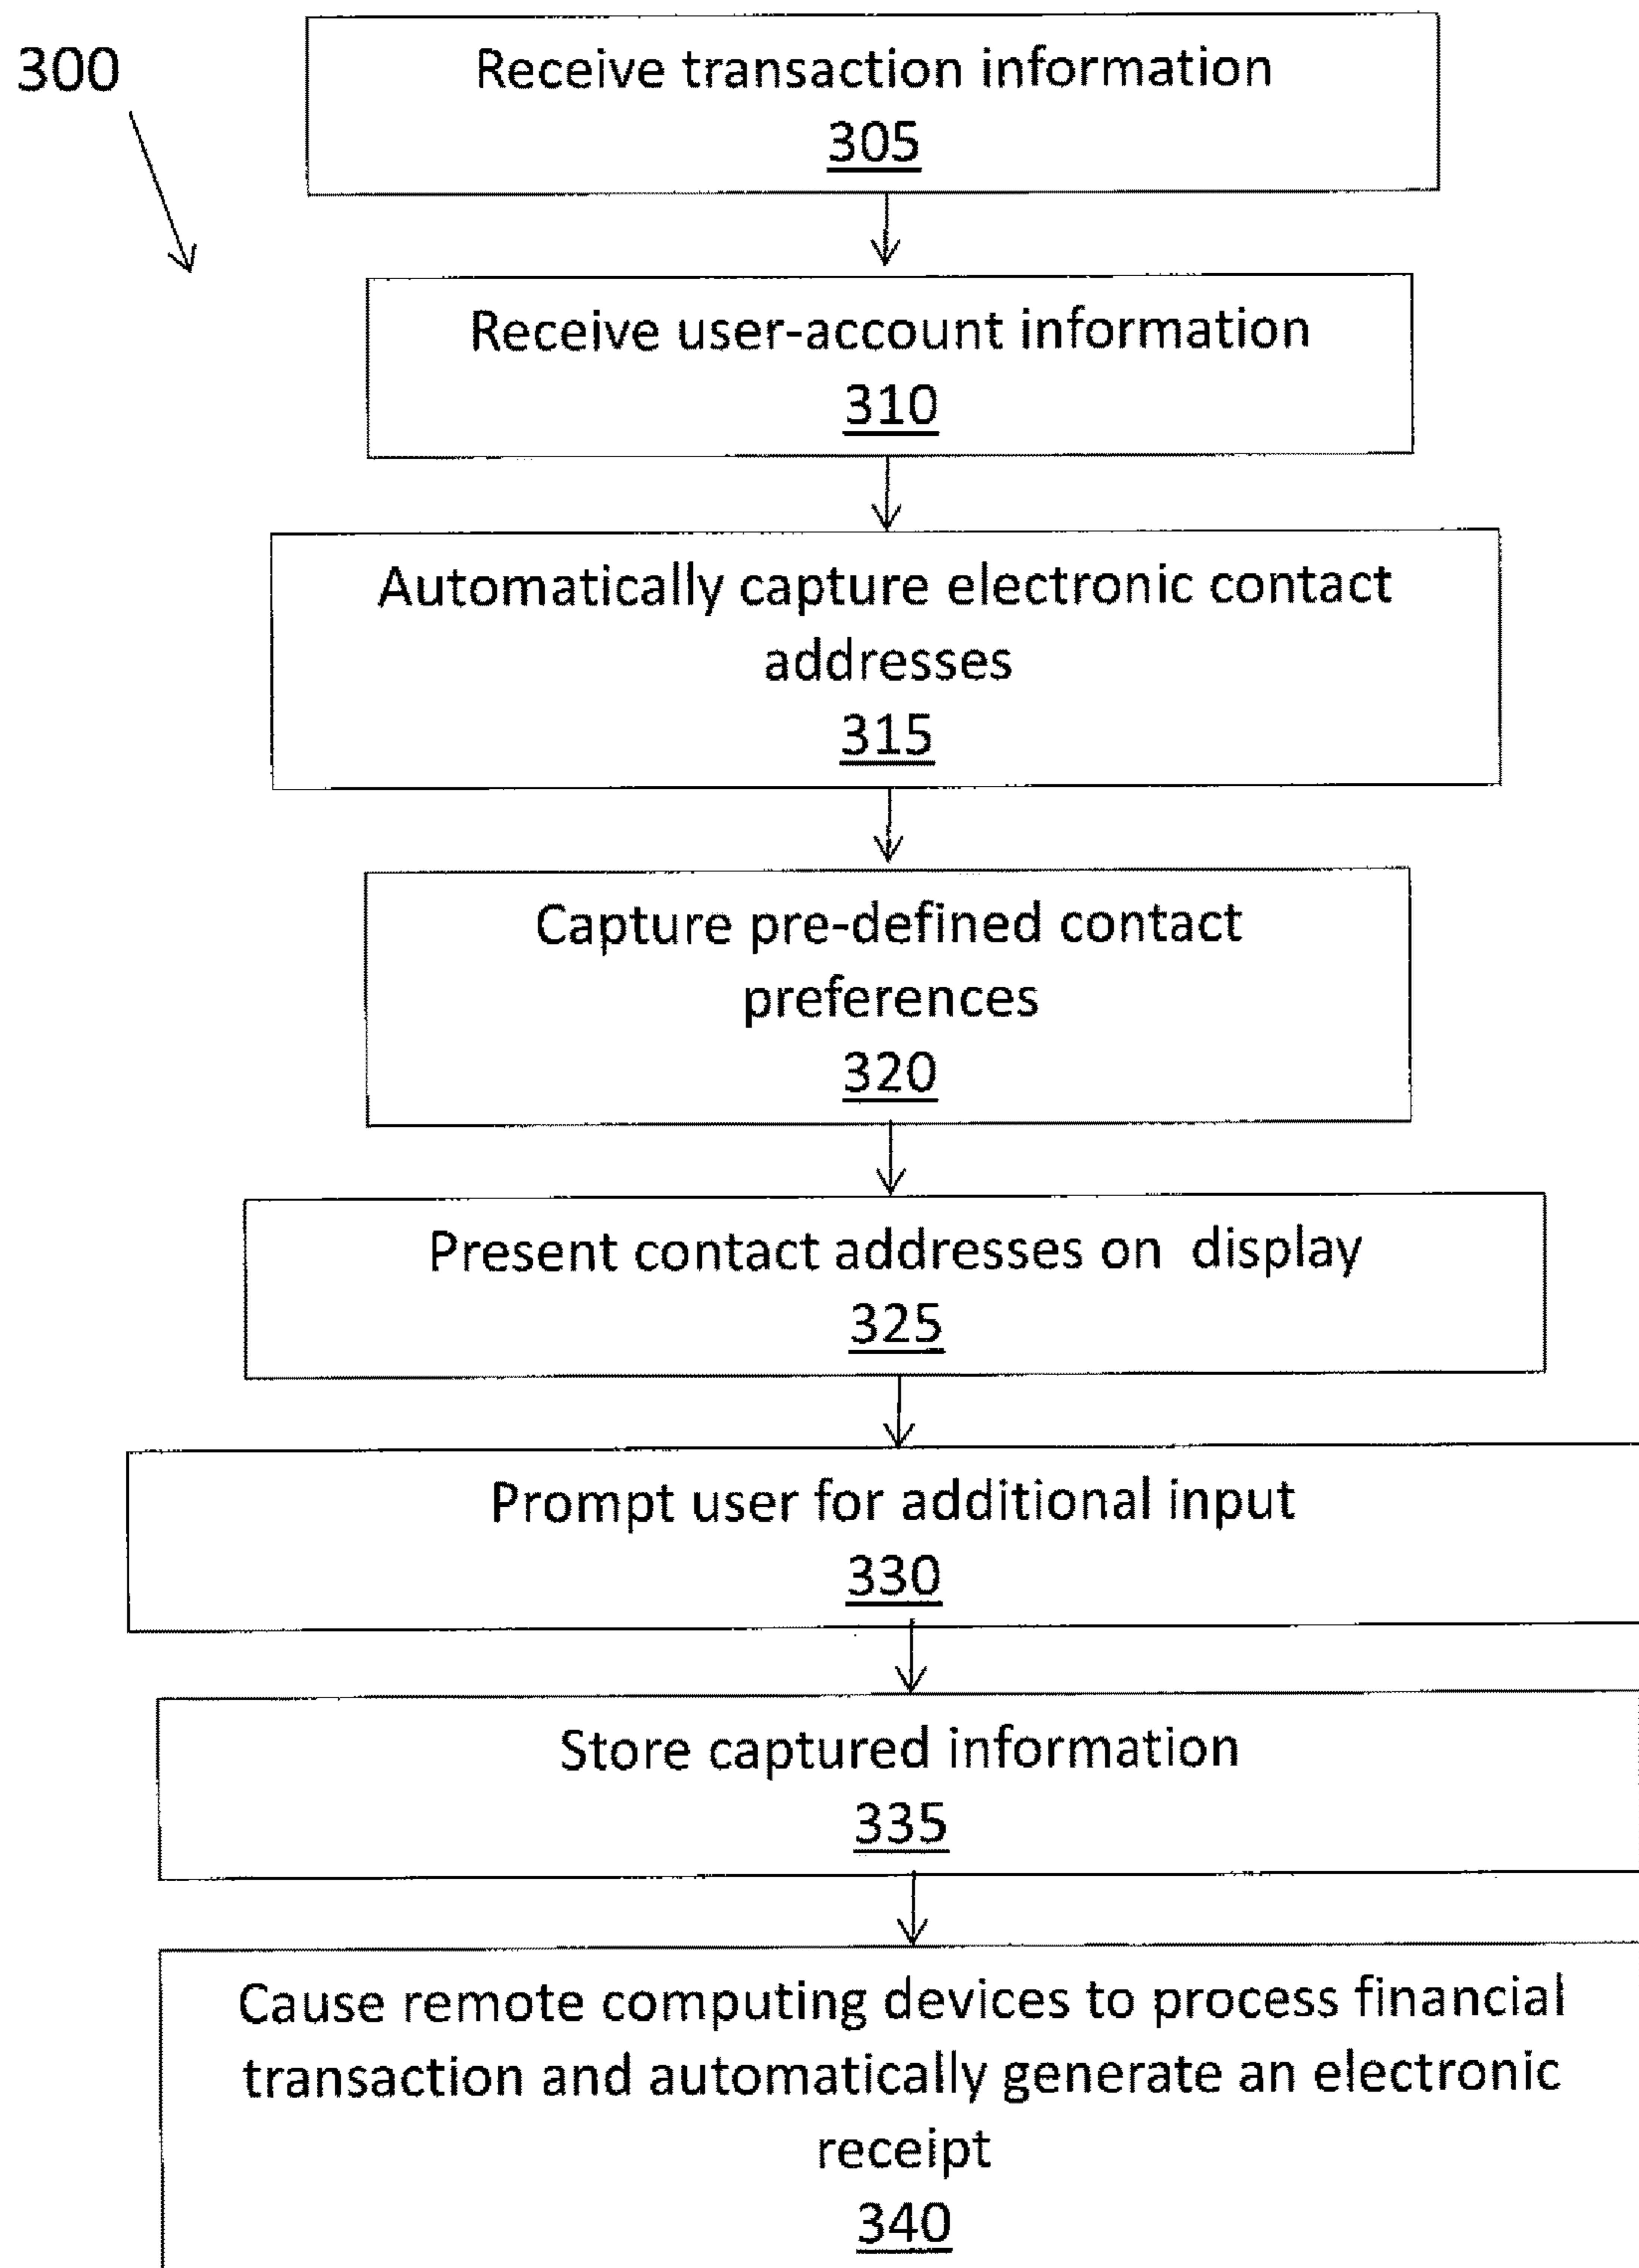 300
Receive transaction information
305
Receive user-account information
310
Automatically capture electronic contact
addresses
315
Capture pre-defined contact
preferences
320
Present contact addresses on display
325
Prompt user for additional input
330
Store captured information
335
Cause remote computing devices to process financial
transaction and automatically generate an electronic
receipt
340